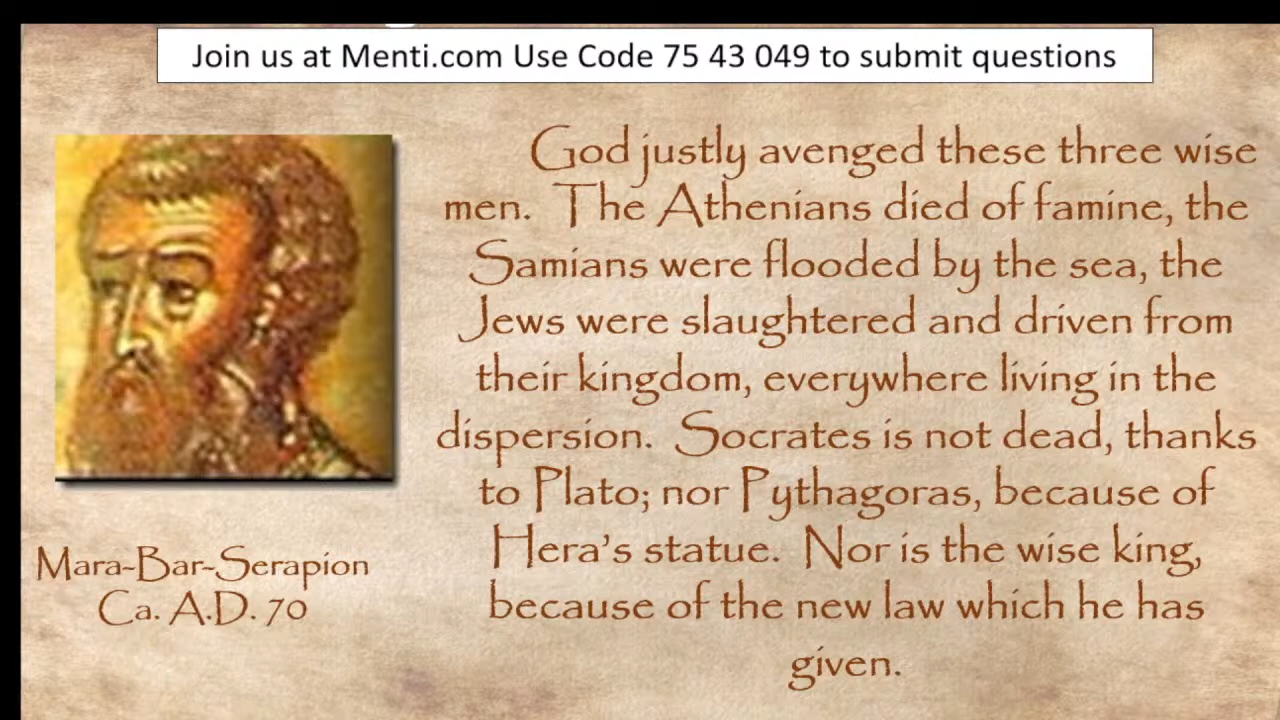 Join us at Menti.com Use Code 75 43 049 to submit questions
God justly avenged these three wise
men. The Athenians died of famine, the
Samians were flooded by the sea, the
Jews were slaughtered and driven from
their kingdom, everywhere living in the
dispersion. Socrates is not dead, thanks
to Plato; nor Pythagoras, because of
Hera's statue. Nor is the wise king,
because of the new law which he has
given.
Mara-Bar-Serapion
Ca. A.D. 70